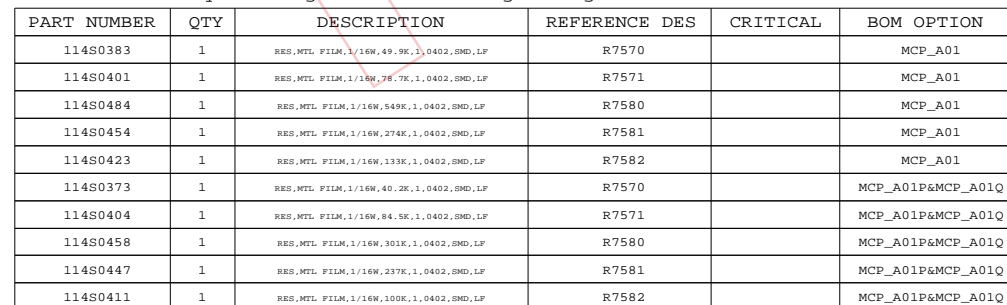 PART NUMBER QTY DESCRIPTION REFERENCE DES CRITICAL BOM OPTION
114S0383 1 RES,MTL FILM,1/16W,49.9K,1,0402,SMD,LF R7570 MCP_A01
114S0401 1 RES,MTL FILM,1/16W,78.7K,1,0402,SMD,LF R7571 MCP_A01
114S0484 1 RES,MTL FILM,1/16W,549K,1,0402,SMD,LF R7580 MCP_A01
114S0454 1 RES,MTL FILM,1/16W,274K,1,0402,SMD,LF R7581 MCP_A01
114S0423 1 RES,MTL FILM,1/16W,133K,1,0402,SMD,LF R7582 MCP_A01
114S0373 1 RES,MTL FILM,1/16W,40.2K,1,0402,SMD,LF R7570 MCP_A01P&MCP_A01Q
114S0404 1 RES,MTL FILM,1/16W,84.5K,1,0402,SMD,LF R7571 MCP_A01P&MCP_A01Q
114S0458 1 RES,MTL FILM,1/16W,301K,1,0402,SMD,LF R7580 MCP_A01P&MCP_A01Q
114S0447 1 RES,MTL FILM,1/16W,237K,1,0402,SMD,LF R7581 MCP_A01P&MCP_A01Q
114S0411 1 RES,MTL FILM,1/16W,100K,1,0402,SMD,LF R7582 MCP_A01P&MCP_A01Q